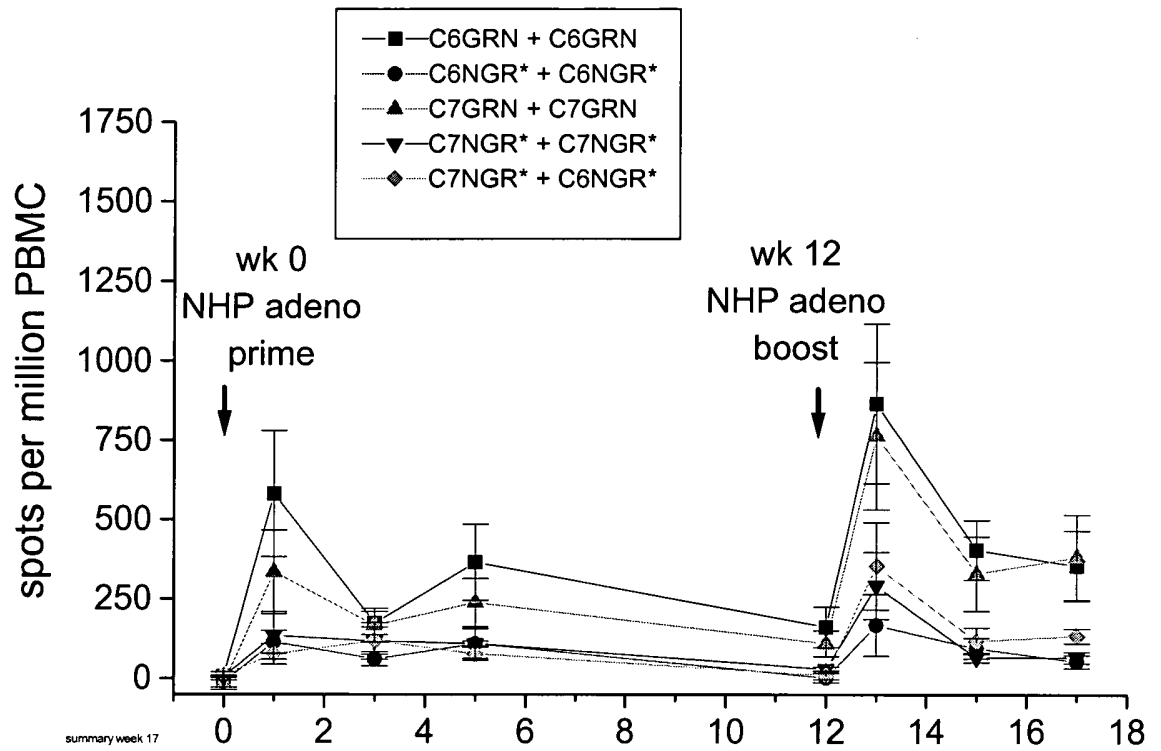 C6GRN + C6GRN
C6NGR* + C6NGR*
C7GRN + C7GRN
C7NGR* + C7NGR*
C7NGR* + C6NGR*
1750
1500
1250
1000
750
500
250
0
spots per million PBMC
wk 0
NHP adeno
prime
wk 12
NHP adeno
boost
0 2 4 6 8 10 12 14 16 18
summary week 17